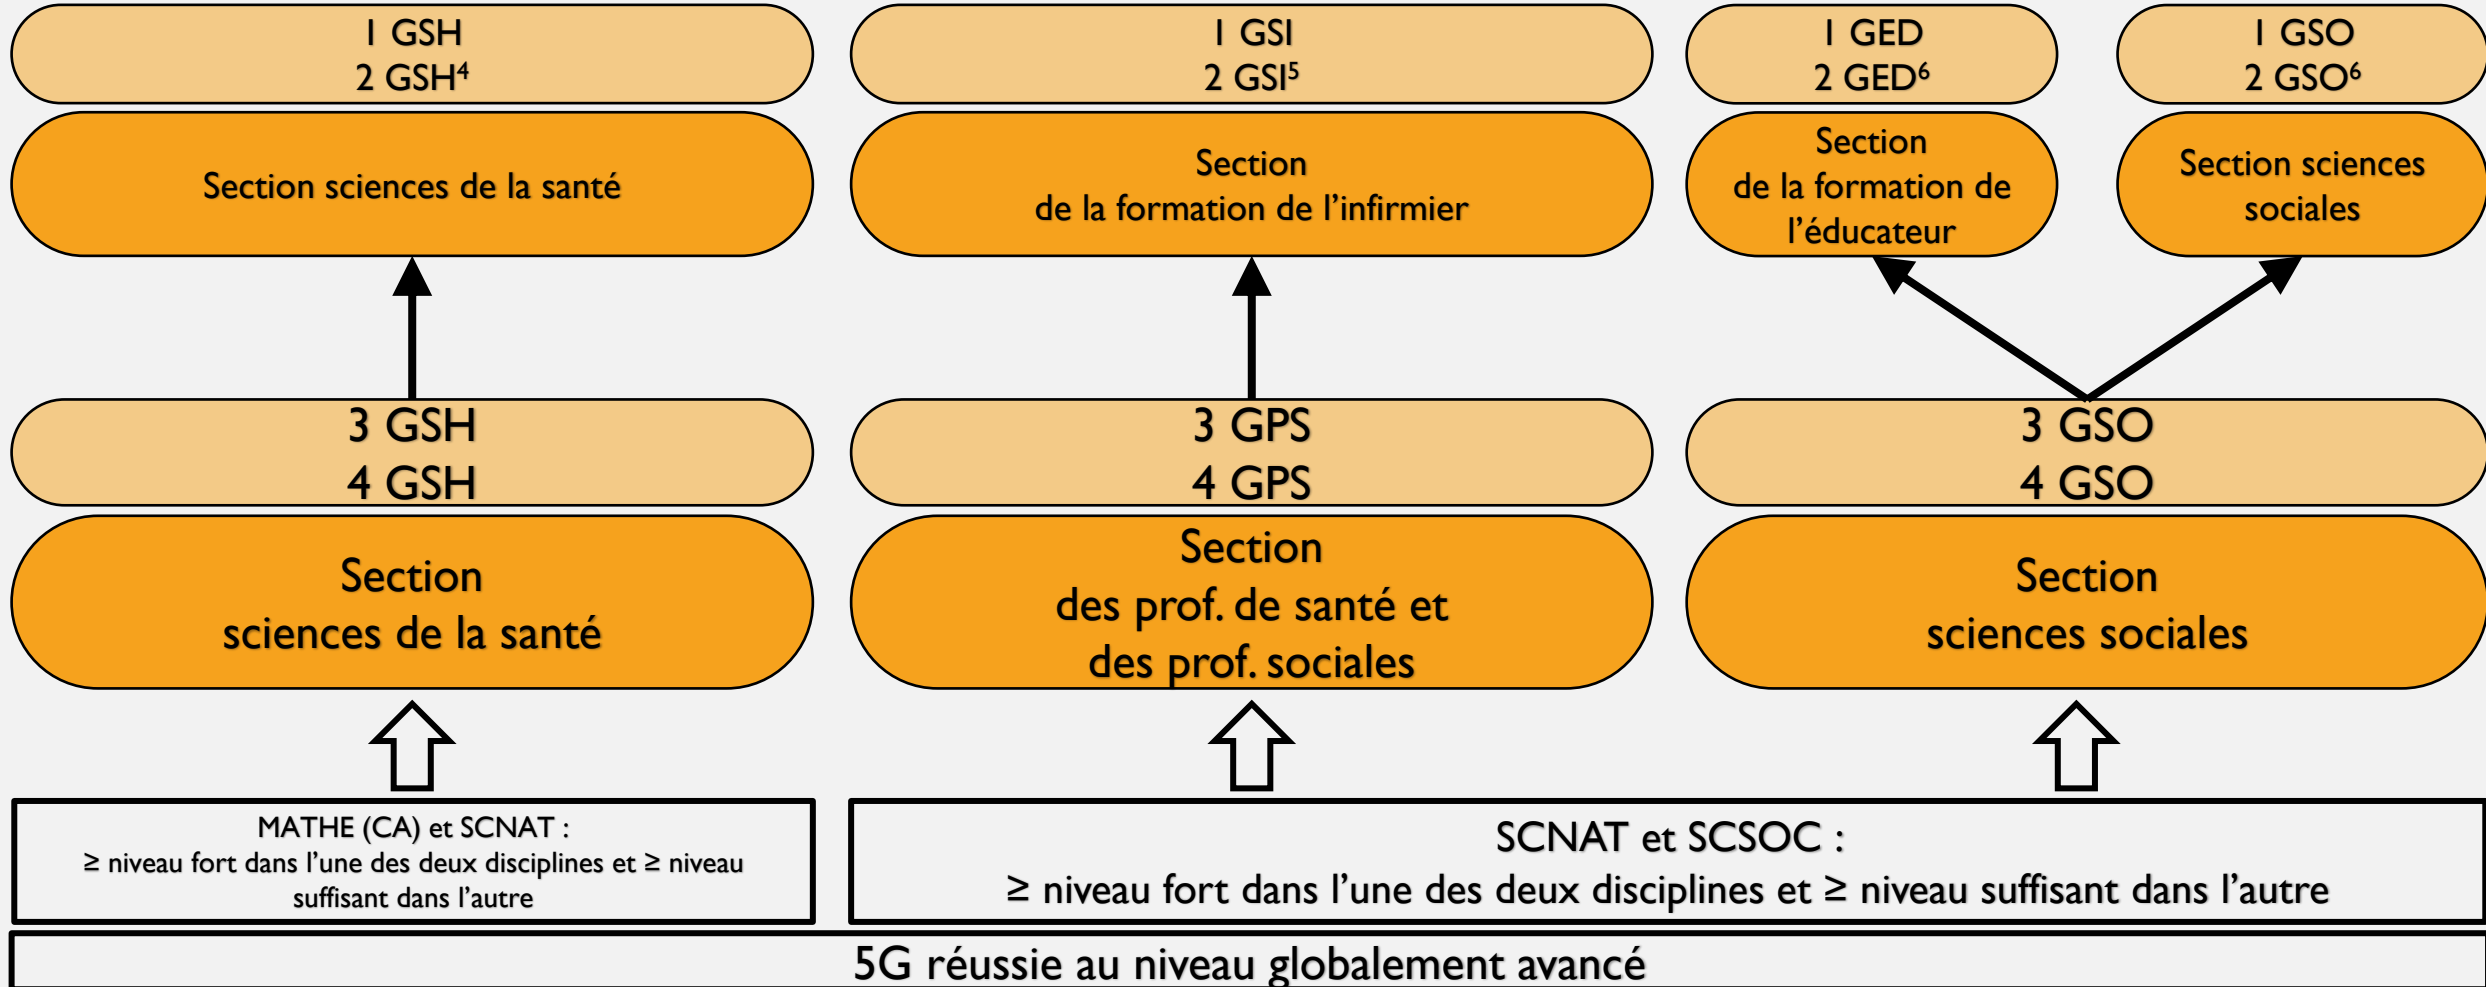 1 GSH
2 GSH⁴
1 GSI
2 GSI⁵
1 GED
2 GED⁶
1 GSO
2 GSO⁶
Section sciences de la santé
Section
de la formation de l'infirmier
Section
de la formation de
l'éducateur
Section sciences
sociales
3 GSH
4 GSH
3 GPS
4 GPS
3 GSO
4 GSO
Section
sciences de la santé
Section
des prof. de santé et
des prof. sociales
Section
sciences sociales
MATHE (CA) et SCNAT :
≥ niveau fort dans l'une des deux disciplines et ≥ niveau
suffisant dans l'autre
SCNAT et SCSOC :
≥ niveau fort dans l'une des deux disciplines et ≥ niveau suffisant dans l'autre
5G réussie au niveau globalement avancé